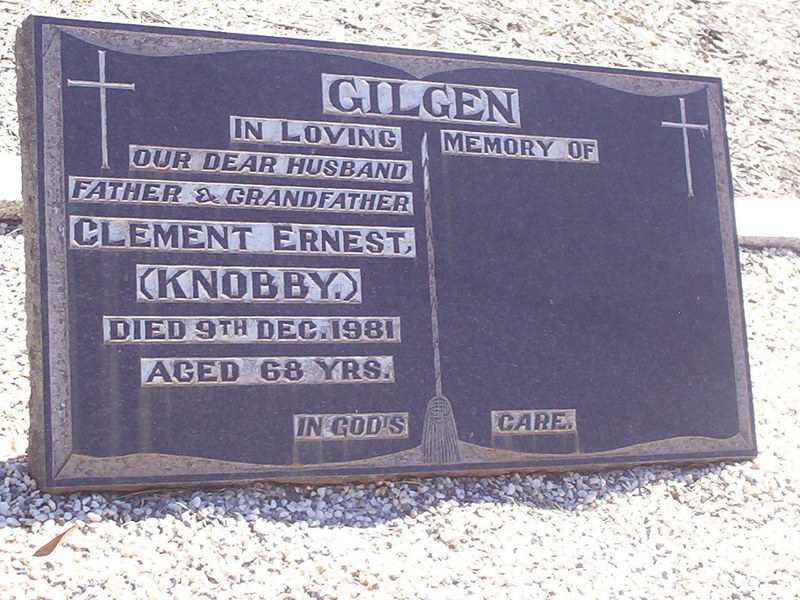 GILGEN
IN LOVING MEMORY OF
OUR DEAR HUSBAND
FATHER & GRANDFATHER
CLEMENT ERNEST,
(KNOBBY.)
DIED 9TH DEC. 1981
AGED 68 YRS.
IN GOD'S CARE.